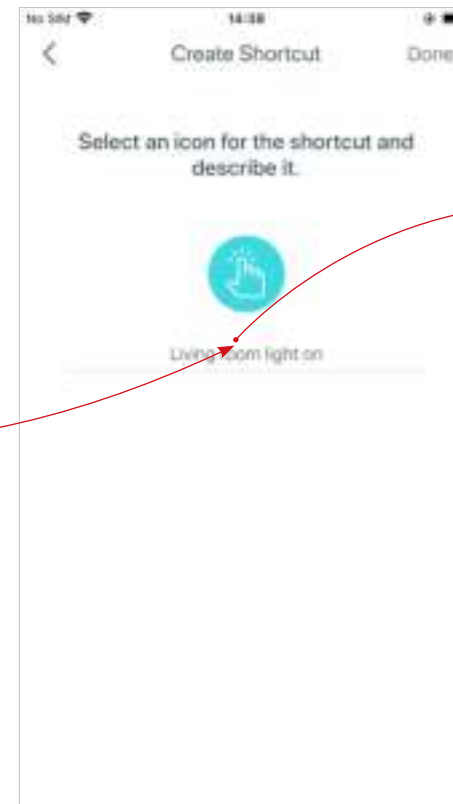 No SIM
14:38
Create Shortcut
Done
Select an icon for the shortcut and
describe it.
Living room light on